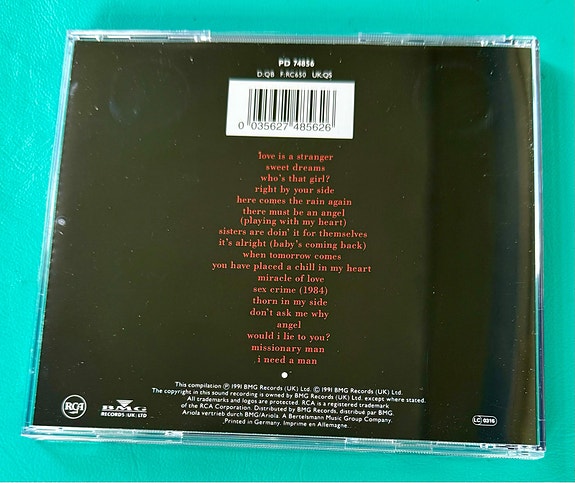 PD 74856
D:QB F:RC650 UK:QS
0 035627 485626
love is a stranger
sweet dreams
who's that girl?
right by your side
here comes the rain again
there must be an angel
(playing with my heart)
sisters are doin' it for themselves
it's alright (baby's coming back)
when tomorrow comes
you have placed a chill in my heart
miracle of love
sex crime (1984)
thorn in my side
don't ask me why
angel
would i lie to you?
missionary man
i need a man
This compilation ℗ 1991 BMG Records (UK) Ltd. © 1991 BMG Records (UK) Ltd.
The copyright in this sound recording is owned by BMG Records (UK) Ltd. except where stated.
All trademarks and logos are protected. RCA is a registered trademark
of the RCA Corporation. Distributed by BMG Records, distribué par BMG.
Ariola vertrieb durch BMG/Ariola. A Bertelsmann Music Group Company.
Printed in Germany. Imprime en Allemagne.
RCA
BMG
RECORDS (UK) LTD
LC 0316